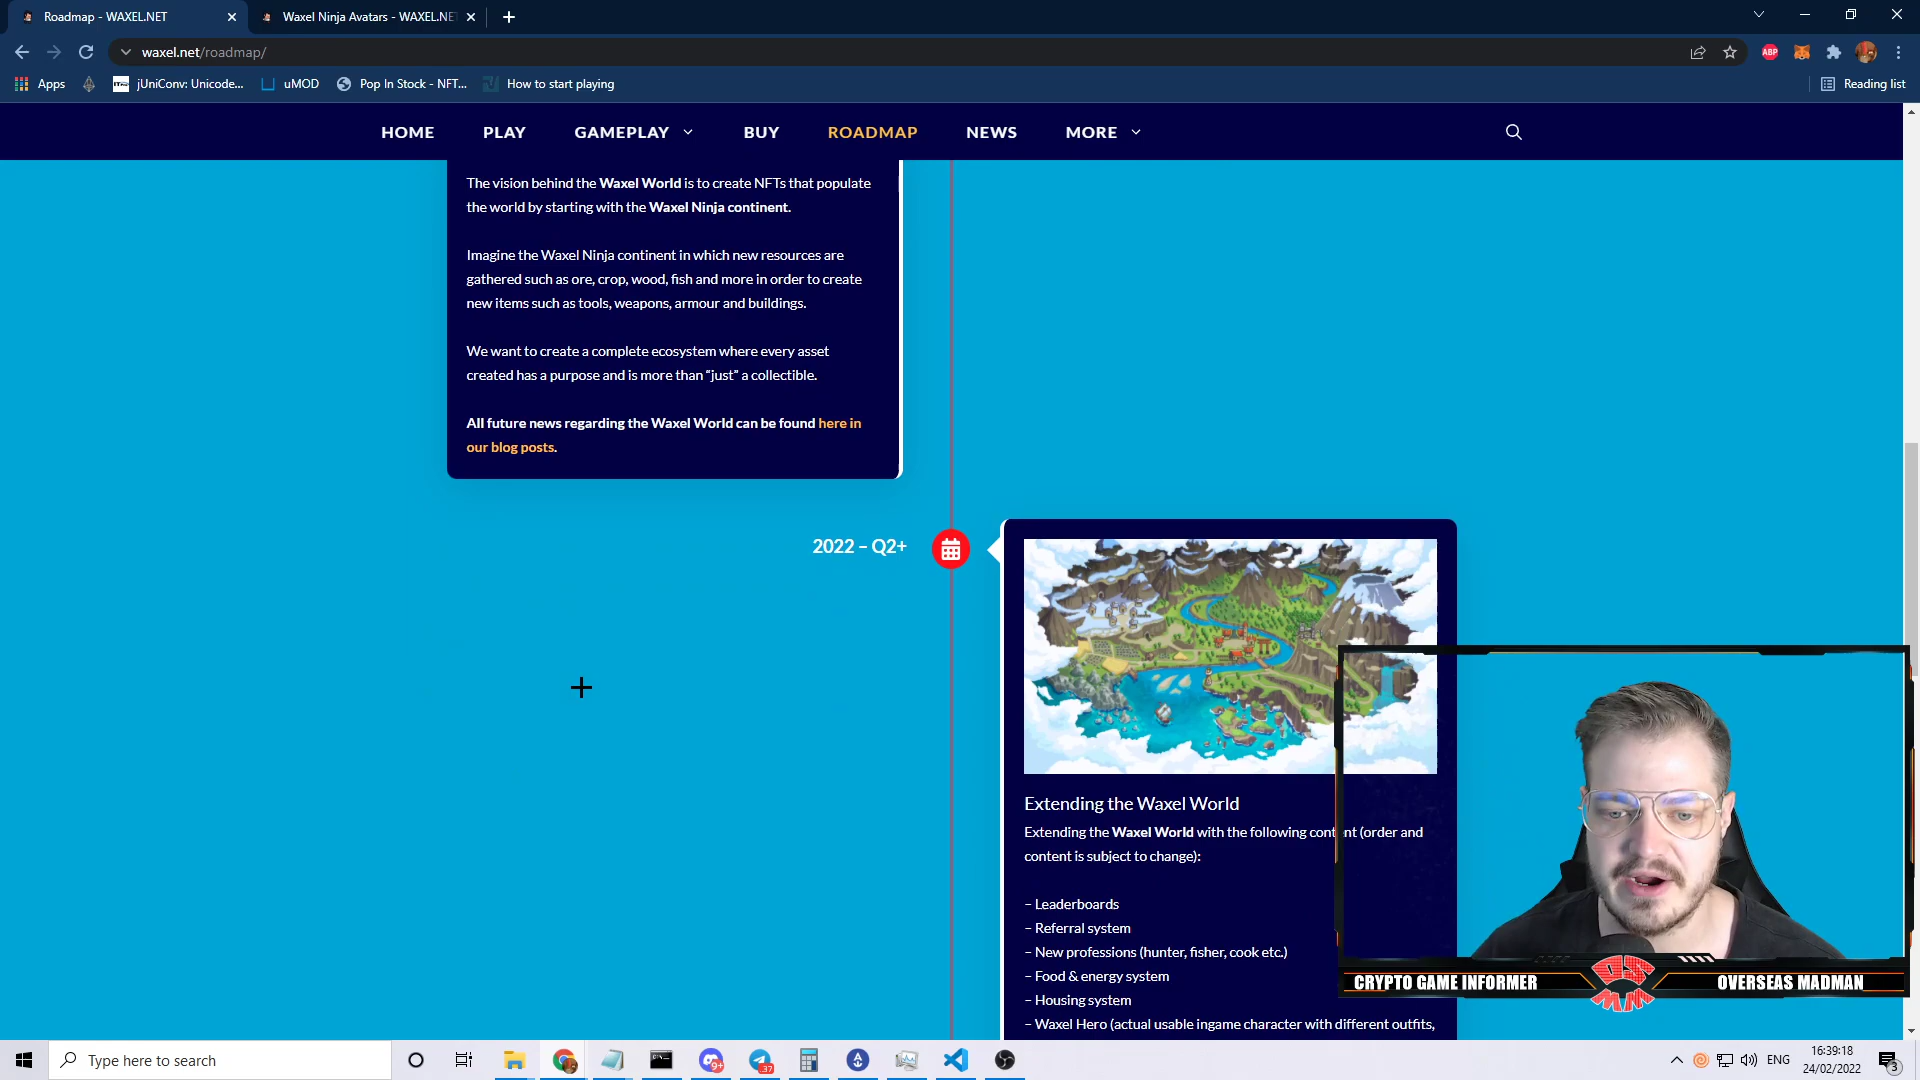 Roadmap - WAXEL.NET
Waxel Ninja Avatars - WAXEL.NET
waxel.net/roadmap/
ABP
Apps
jUniConv: Unicode...
uMOD
Pop In Stock - NFT...
How to start playing
Reading list
HOME
PLAY
GAMEPLAY
BUY
ROADMAP
NEWS
MORE
The vision behind the Waxel World is to create NFTs that populate
the world by starting with the Waxel Ninja continent.
Imagine the Waxel Ninja continent in which new resources are
gathered such as ore, crop, wood, fish and more in order to create
new items such as tools, weapons, armour and buildings.
We want to create a complete ecosystem where every asset
created has a purpose and is more than “just” a collectible.
All future news regarding the Waxel World can be found here in
our blog posts.
2022 – Q2+
Extending the Waxel World
Extending the Waxel World with the following content (order and
content is subject to change):
– Leaderboards
– Referral system
– New professions (hunter, fisher, cook etc.)
– Food & energy system
– Housing system
– Waxel Hero (actual usable ingame character with different outfits,
CRYPTO GAME INFORMER
OVERSEAS MADMAN
Type here to search
9+
37
ENG
16:39:18
24/02/2022
3